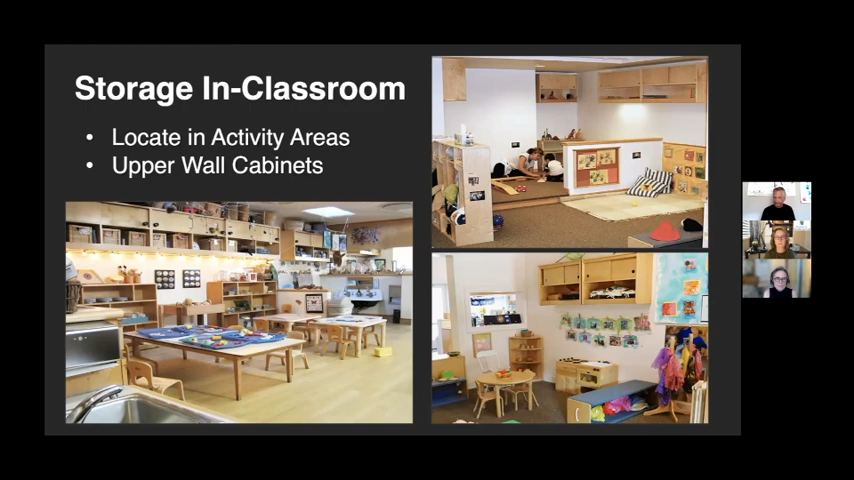 Storage In-Classroom
• Locate in Activity Areas
• Upper Wall Cabinets